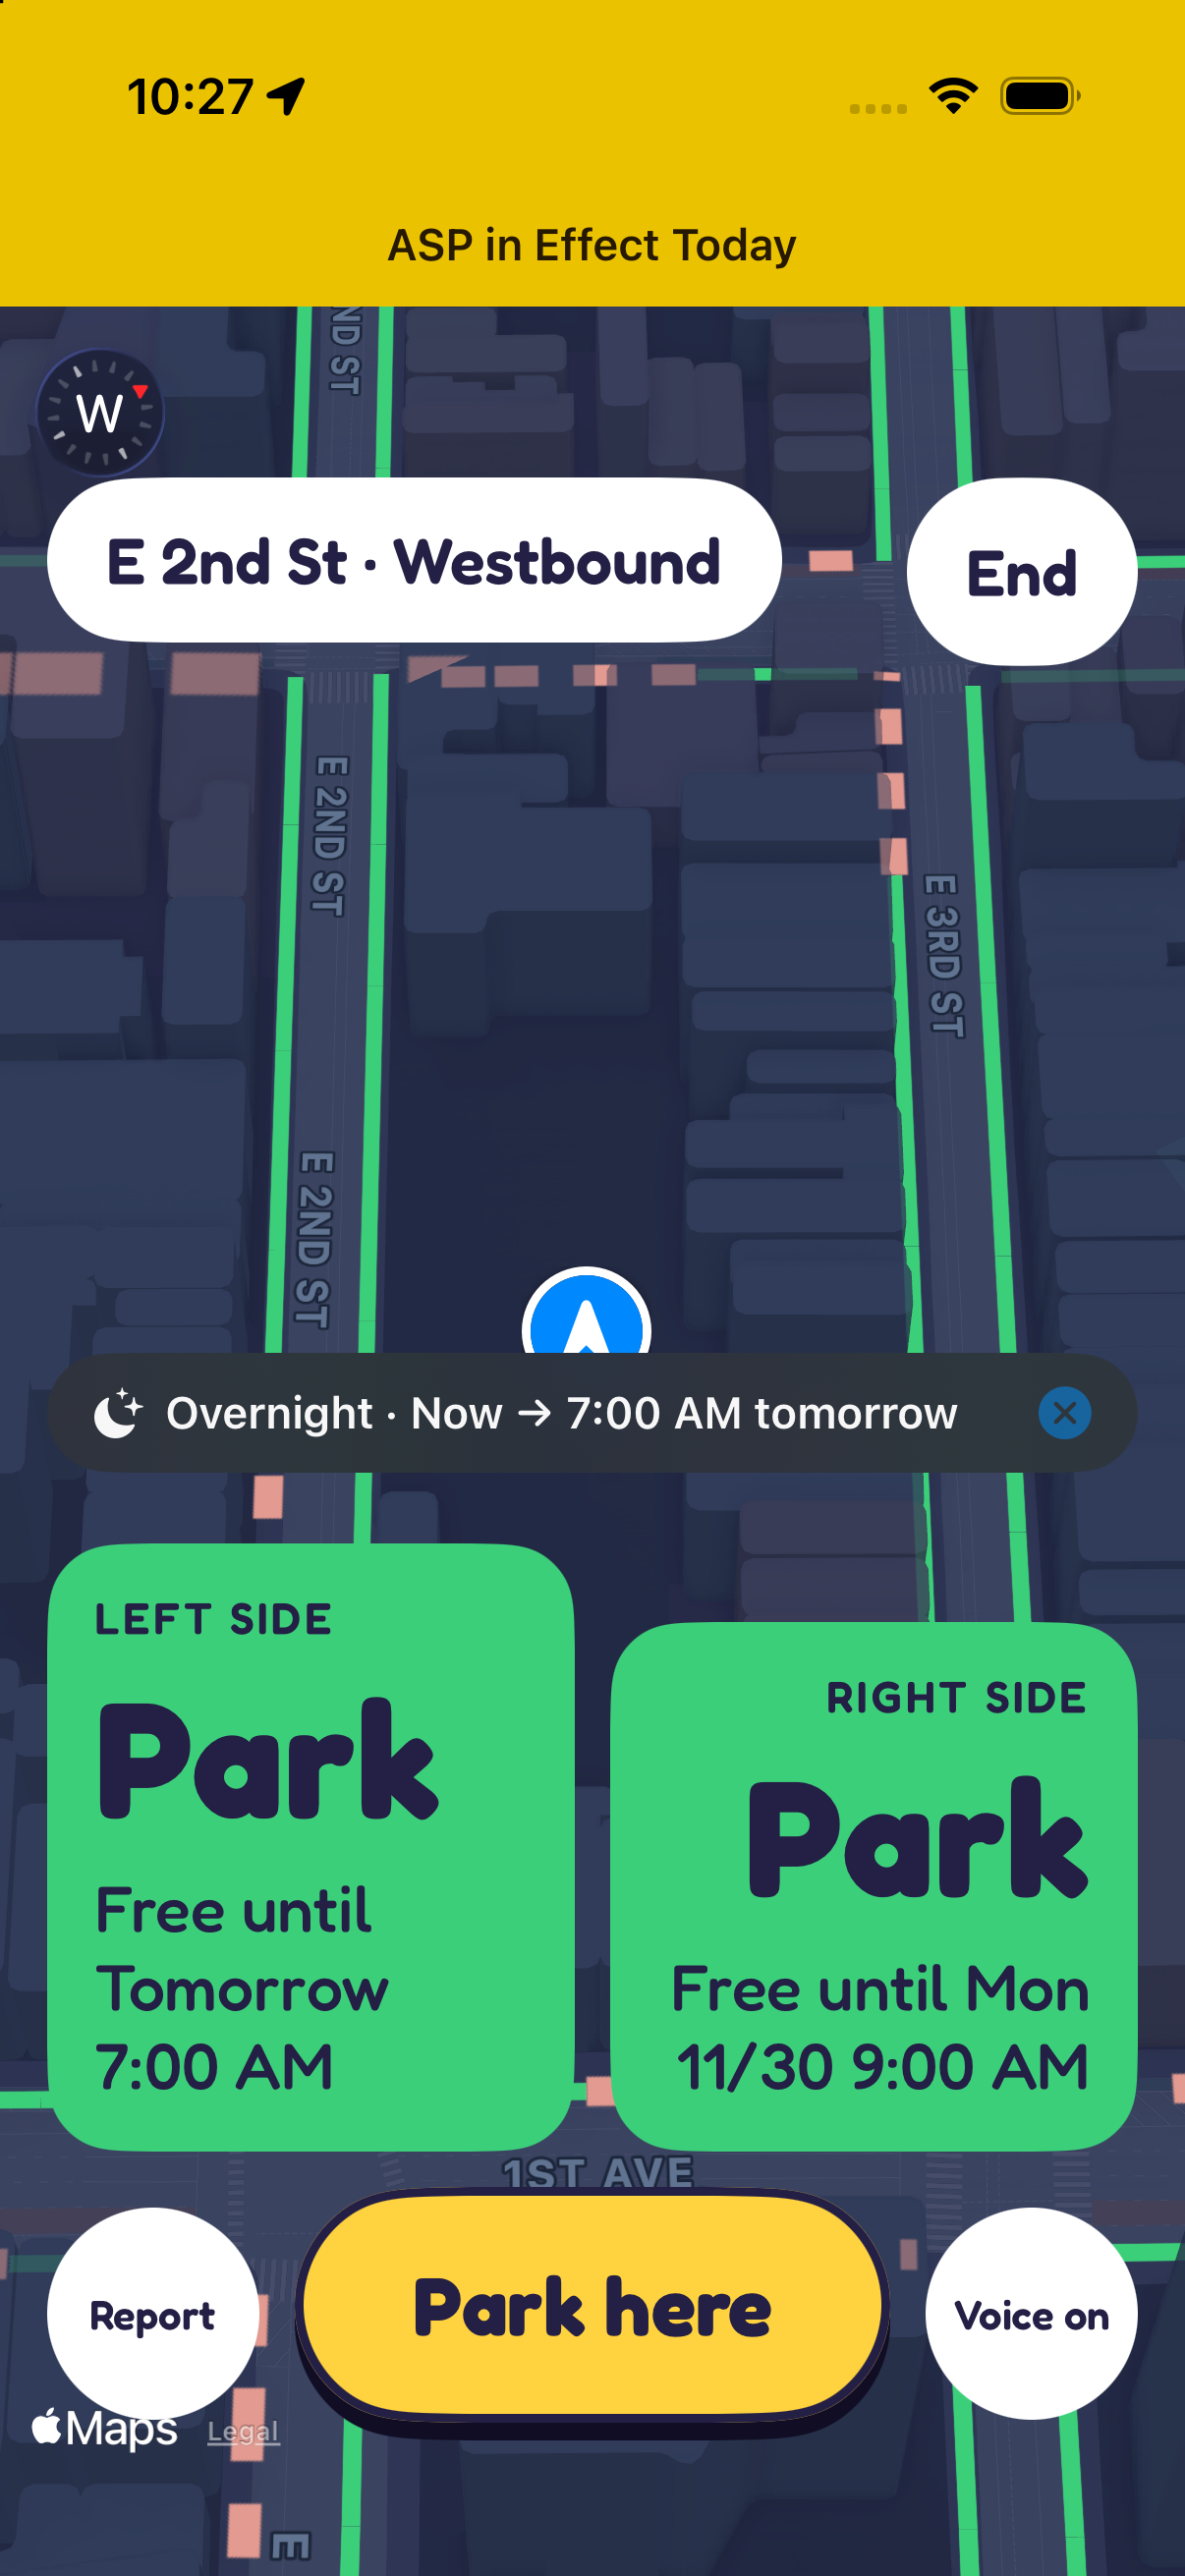 10:27
ASP in Effect Today
ND ST
W
E 2nd St · Westbound
End
E 2ND ST
E 3RD ST
E 2ND ST
Overnight · Now → 7:00 AM tomorrow
LEFT SIDE
Park
Free until
Tomorrow
7:00 AM
RIGHT SIDE
Park
Free until Mon
11/30 9:00 AM
1ST AVE
Report
Park here
Voice on
Maps Legal
E